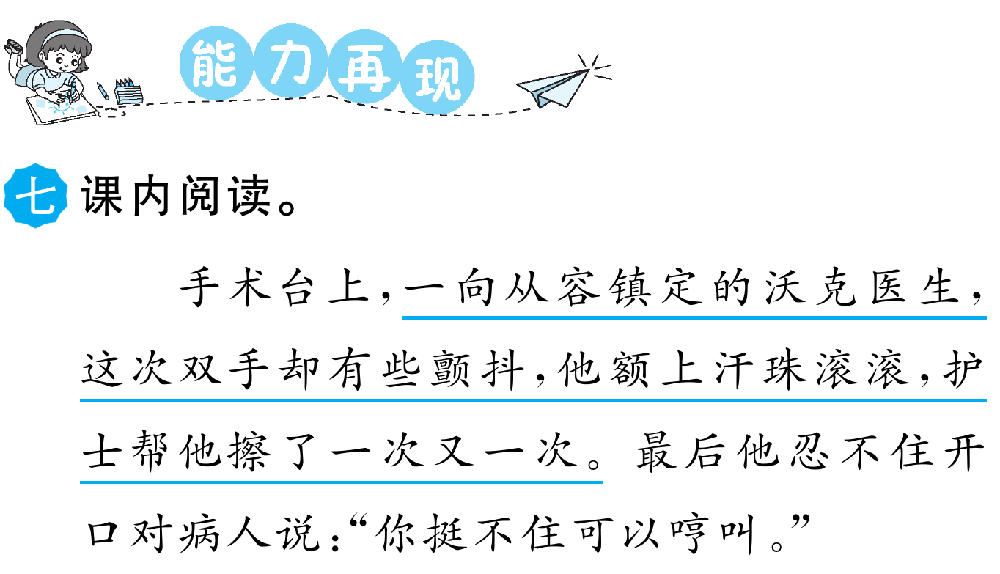 能力再现
七 课内阅读。
手术台上，一向从容镇定的沃克医生，
这次双手却有些颤抖，他额上汗珠滚滚，护
士帮他擦了一次又一次。最后他忍不住开
口对病人说：“你挺不住可以哼叫。”